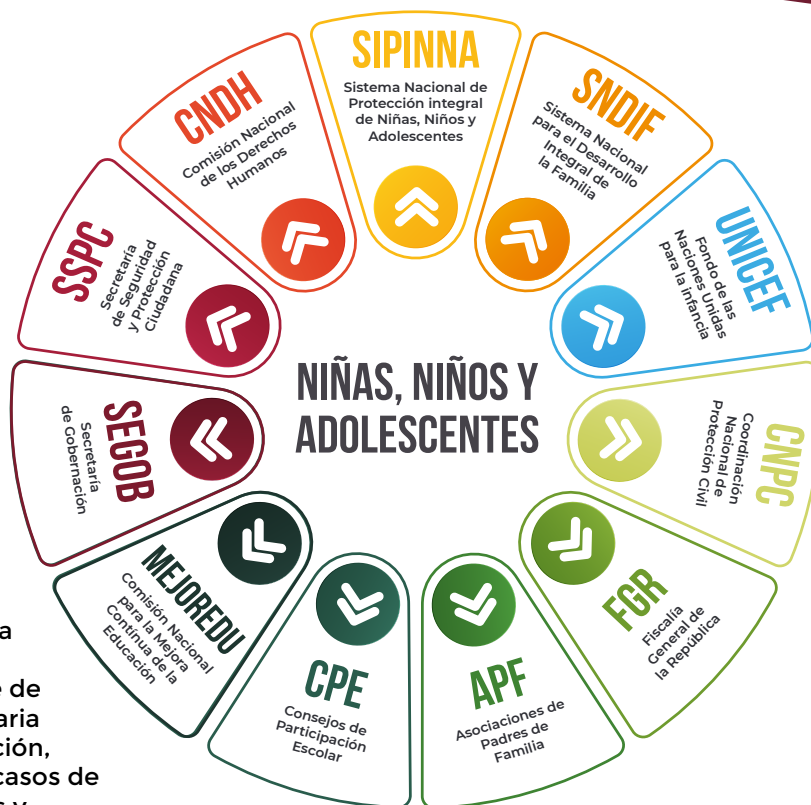 SIPINNA
Sistema Nacional de
Protección integral
de Niñas, Niños y
Adolescentes
SNDIF
Sistema Nacional
para el Desarrollo
Integral de
la Familia
UNICEF
Fondo de las
Naciones Unidas
para la infancia
CNPC
Coordinación
Nacional de
Protección Civil
FGR
Fiscalía
General de
la República
APF
Asociaciones de
Padres de
Familia
CPE
Consejos de
Participación
Escolar
MEJOREDU
Comisión Nacional
para la Mejora
Contínua de la
Educación
SEGOB
Secretaría
de Gobernación
SSPC
Secretaría
de Seguridad
y Protección
Ciudadana
CNDH
Comisión Nacional
de los Derechos
Humanos
NIÑAS, NIÑOS Y
ADOLESCENTES
a
de
aria
ción,
casos de